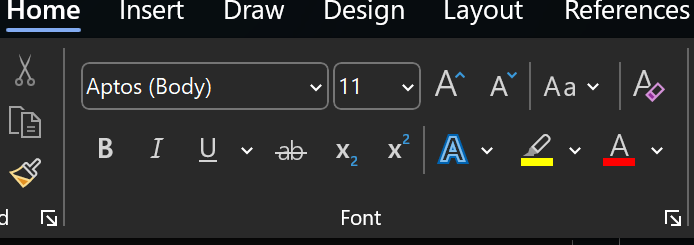 Home Insert Draw Design Layout References
Aptos (Body) 11 A A Aa A
B I U ab x2 x2 A A
d Font